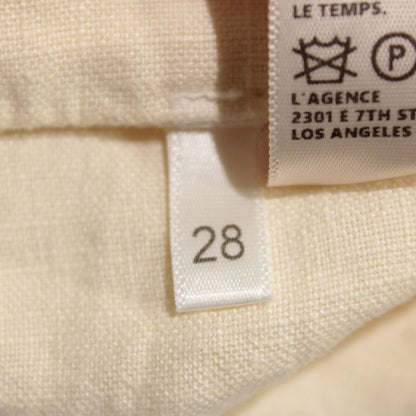 LE TEMPS.
P
L'AGENCE
2301 E 7TH ST
LOS ANGELES
28